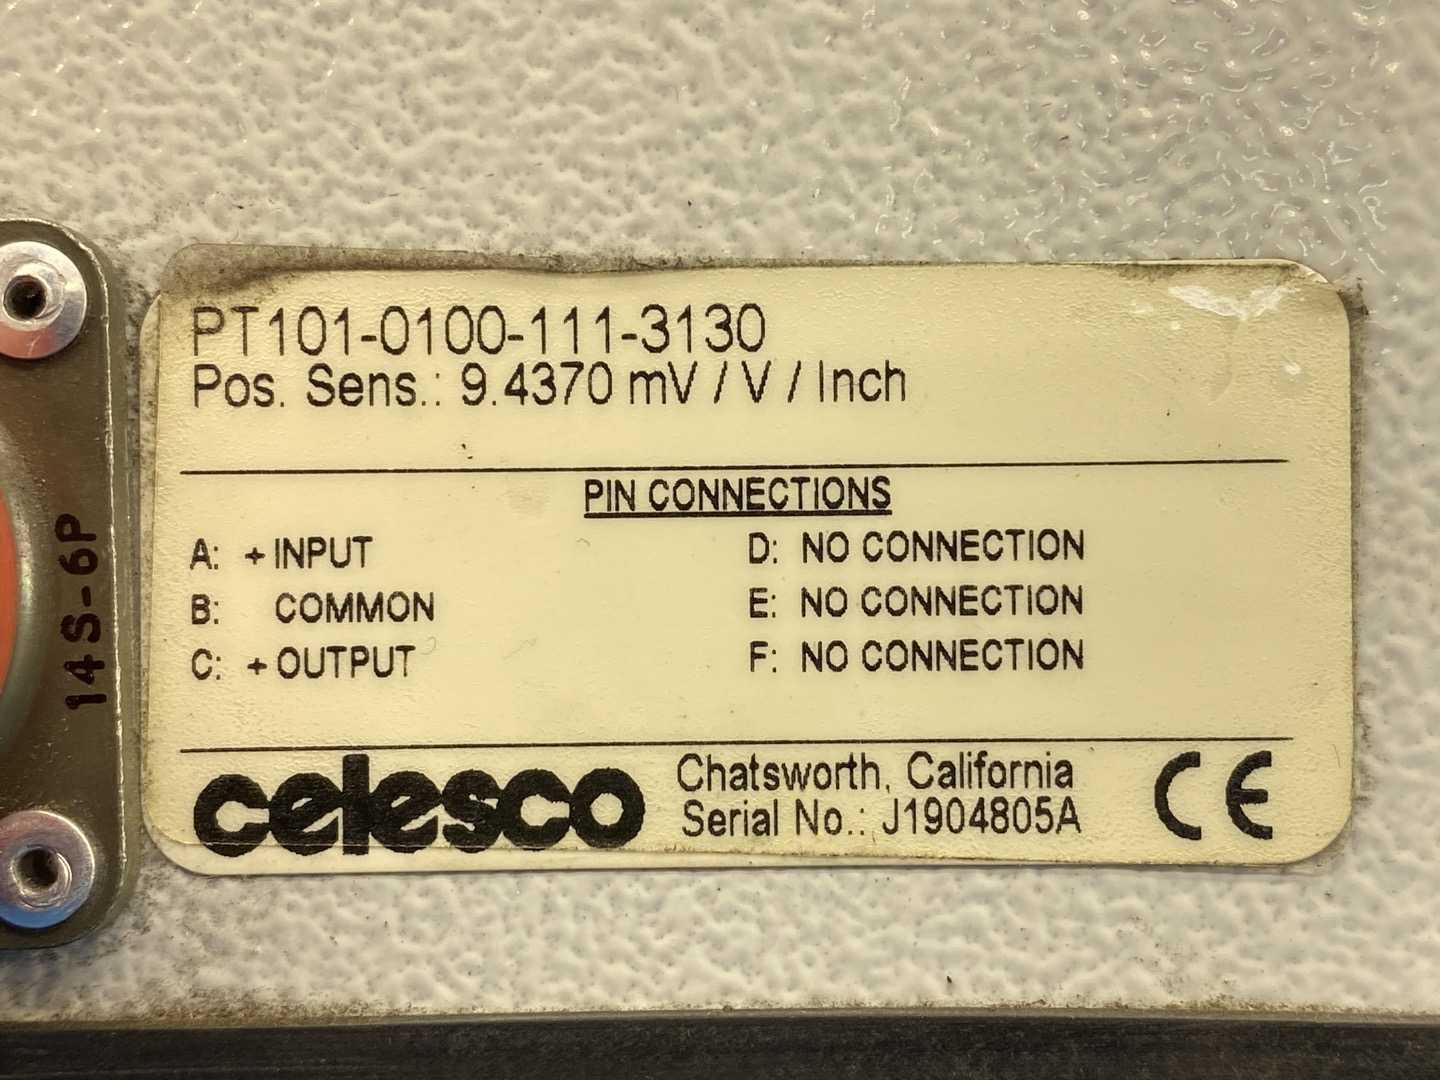 PT101-0100-111-3130
Pos. Sens.: 9.4370 mV / V / Inch
PIN CONNECTIONS
A: + INPUT
B: COMMON
C: + OUTPUT
D: NO CONNECTION
E: NO CONNECTION
F: NO CONNECTION
celesco
Chatsworth, California
Serial No.: J1904805A
CE
14S-6P